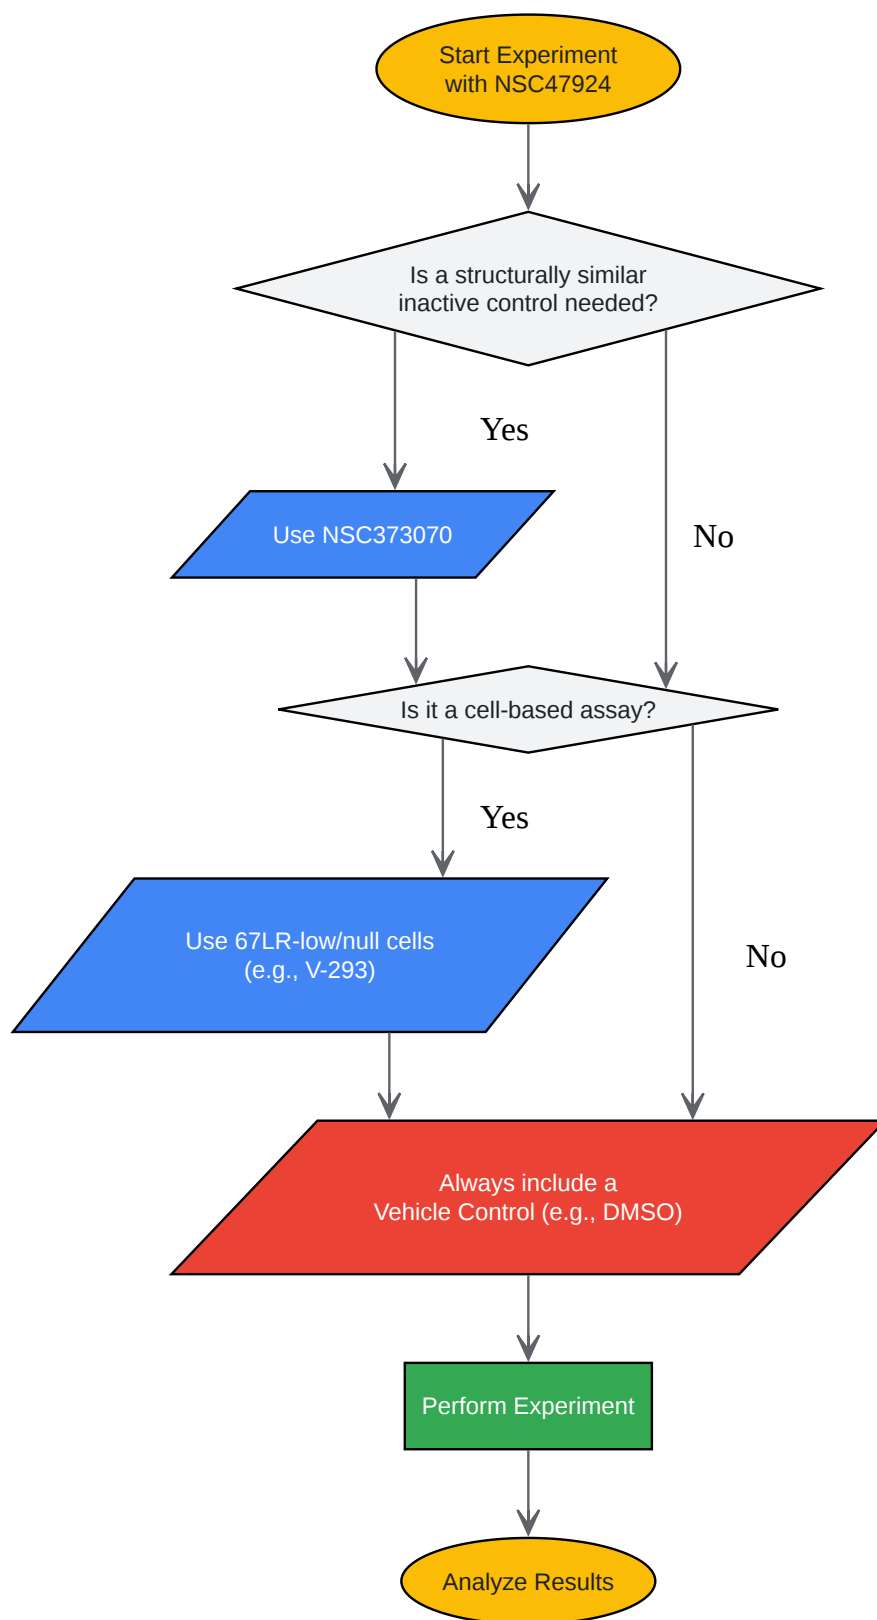 Start Experiment
with NSC47924
Is a structurally similar
inactive control needed?
Yes
Use NSC373070
No
Is it a cell-based assay?
Yes
Use 67LR-low/null cells
(e.g., V-293)
No
Always include a
Vehicle Control (e.g., DMSO)
Perform Experiment
Analyze Results